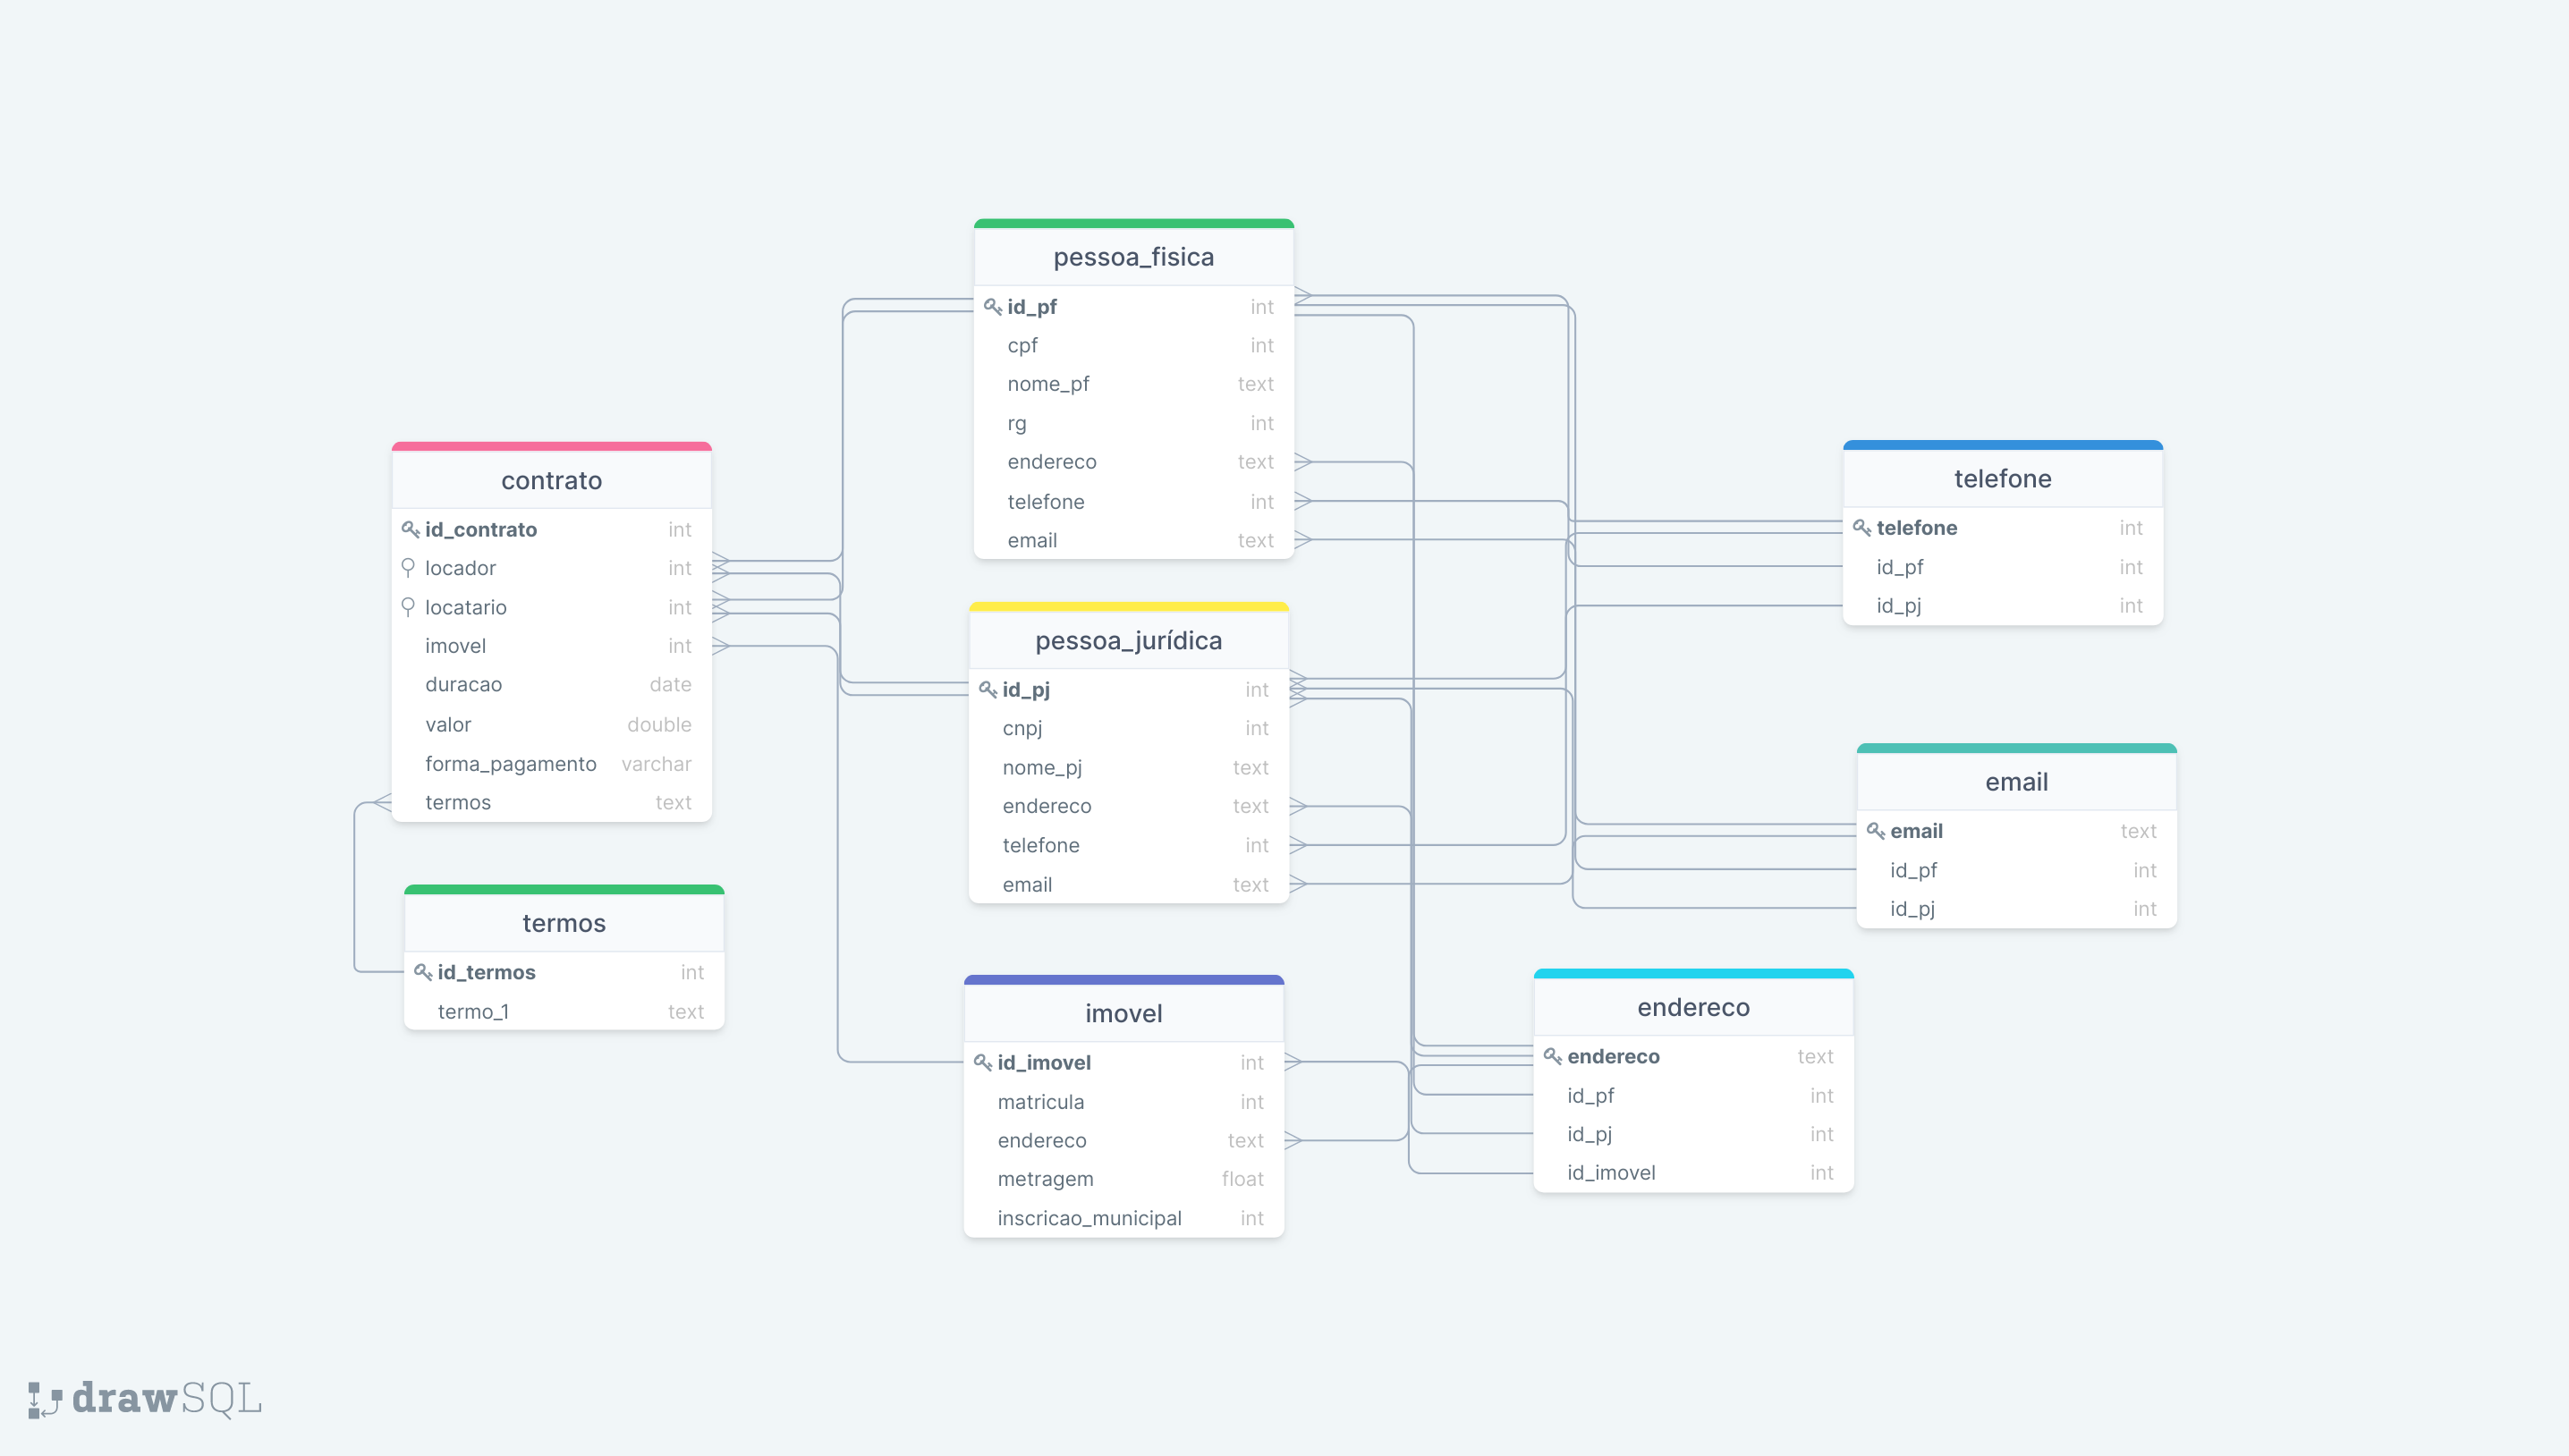 pessoa_fisica
id_pf int
cpf int
nome_pf text
rg int
endereco text
telefone int
email text
contrato
id_contrato int
locador int
locatario int
imovel int
duracao date
valor double
forma_pagamento varchar
termos text
telefone
telefone int
id_pf int
id_pj int
pessoa_jurídica
id_pj int
cnpj int
nome_pj text
endereco text
telefone int
email text
email
email text
id_pf int
id_pj int
termos
id_termos int
termo_1 text
imovel
id_imovel int
matricula int
endereco text
metragem float
inscricao_municipal int
endereco
endereco text
id_pf int
id_pj int
id_imovel int
drawSQL